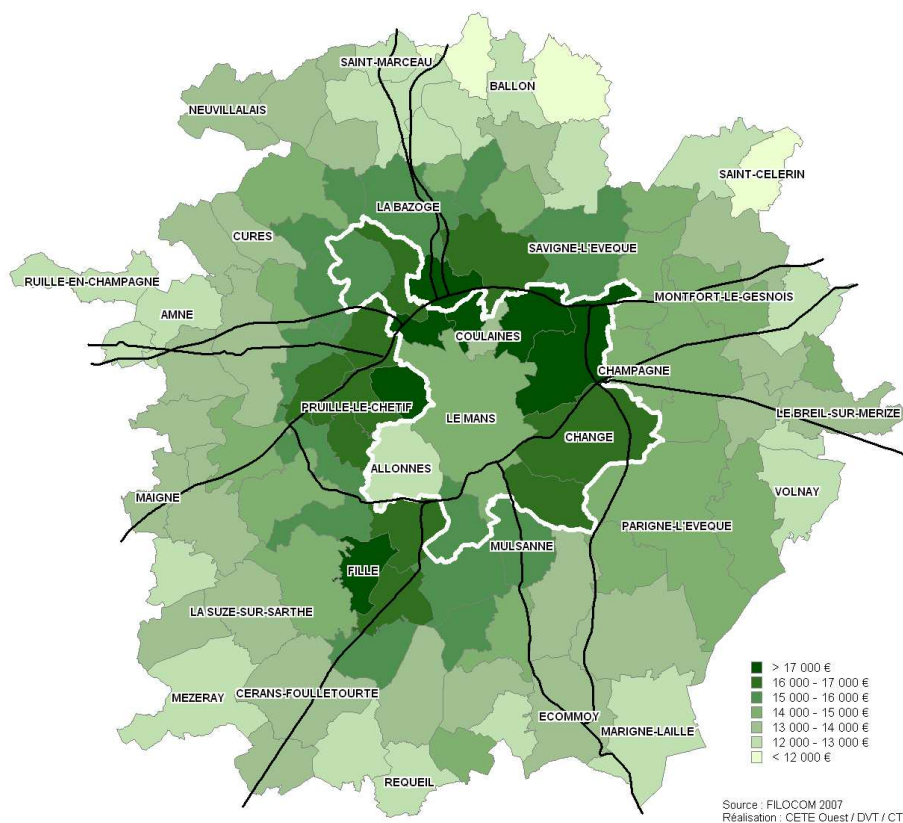 SAINT-MARCEAU
BALLON
NEUVILLALAIS
SAINT-CELERIN
LA BAZOGE
CURES
SAVIGNE-L'EVEQUE
RUILLE-EN-CHAMPAGNE
MONTFORT-LE-GESNOIS
AMNE
COULAINES
CHAMPAGNE
PRUILLE-LE-CHETIF
LE BREIL-SUR-MERIZE
LE MANS
CHANGE
ALLONNES
VOLNAY
MAIGNE
PARIGNE-L'EVEQUE
MULSANNE
FILLE
LA SUZE-SUR-SARTHE
MEZERAY
CERANS-FOULLETOURTE
ECOMMOY
MARIGNE-LAILLE
REQUEIL
> 17 000 €
16 000 - 17 000 €
15 000 - 16 000 €
14 000 - 15 000 €
13 000 - 14 000 €
12 000 - 13 000 €
< 12 000 €
Source : FILOCOM 2007
Réalisation : CETE Ouest / DVT / CT